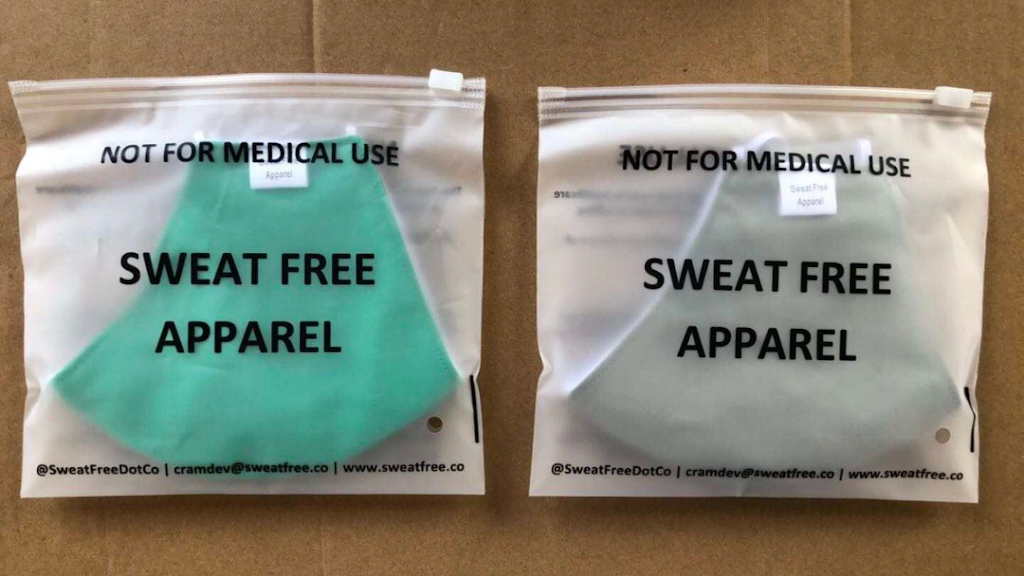 NOT FOR MEDICAL USE
Apparel
SWEAT FREE
APPAREL
@SweatFreeDotCo | cramdev@sweatfree.co | www.sweatfree.co
NOT FOR MEDICAL USE
Sweat Free
Apparel
SWEAT FREE
APPAREL
@SweatFreeDotCo | cramdev@sweatfree.co | www.sweatfree.co